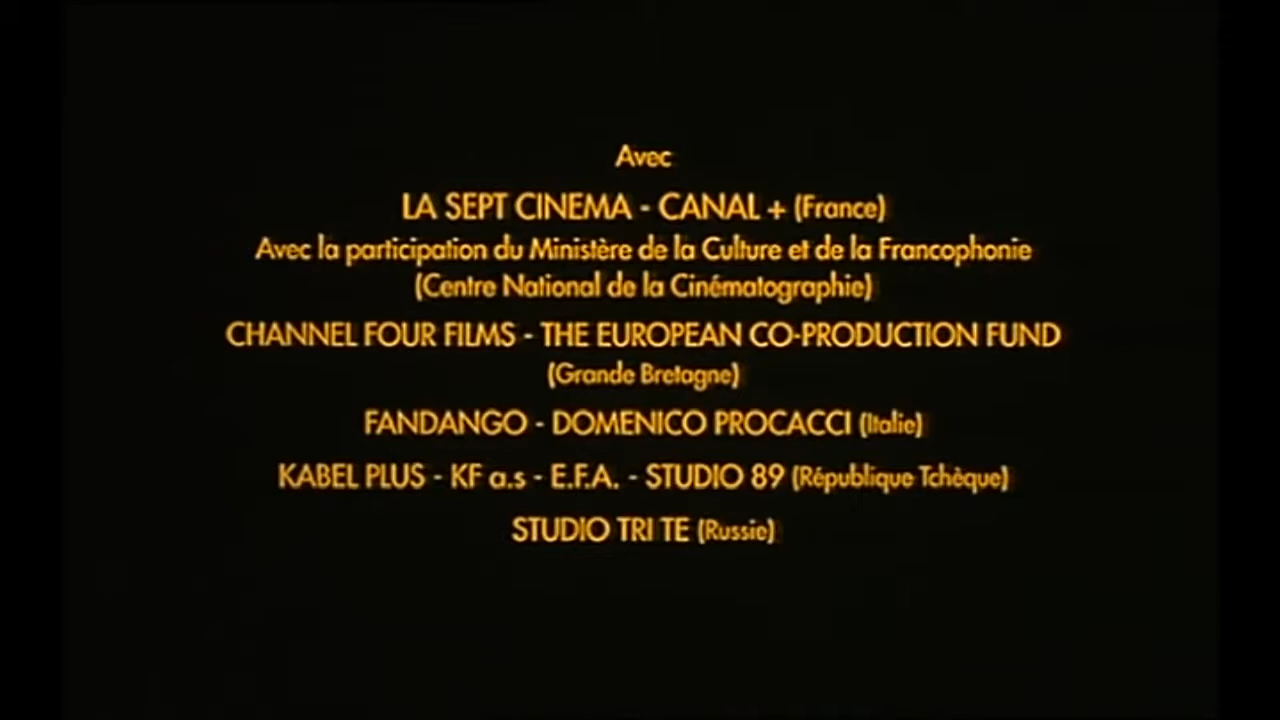 Avec
LA SEPT CINEMA - CANAL + (France)
Avec la participation du Ministère de la Culture et de la Francophonie
(Centre National de la Cinématographie)
CHANNEL FOUR FILMS - THE EUROPEAN CO-PRODUCTION FUND
(Grande Bretagne)
FANDANGO - DOMENICO PROCACCI (Italie)
KABEL PLUS - KF a.s - E.F.A. - STUDIO 89 (République Tchèque)
STUDIO TRI TE (Russie)